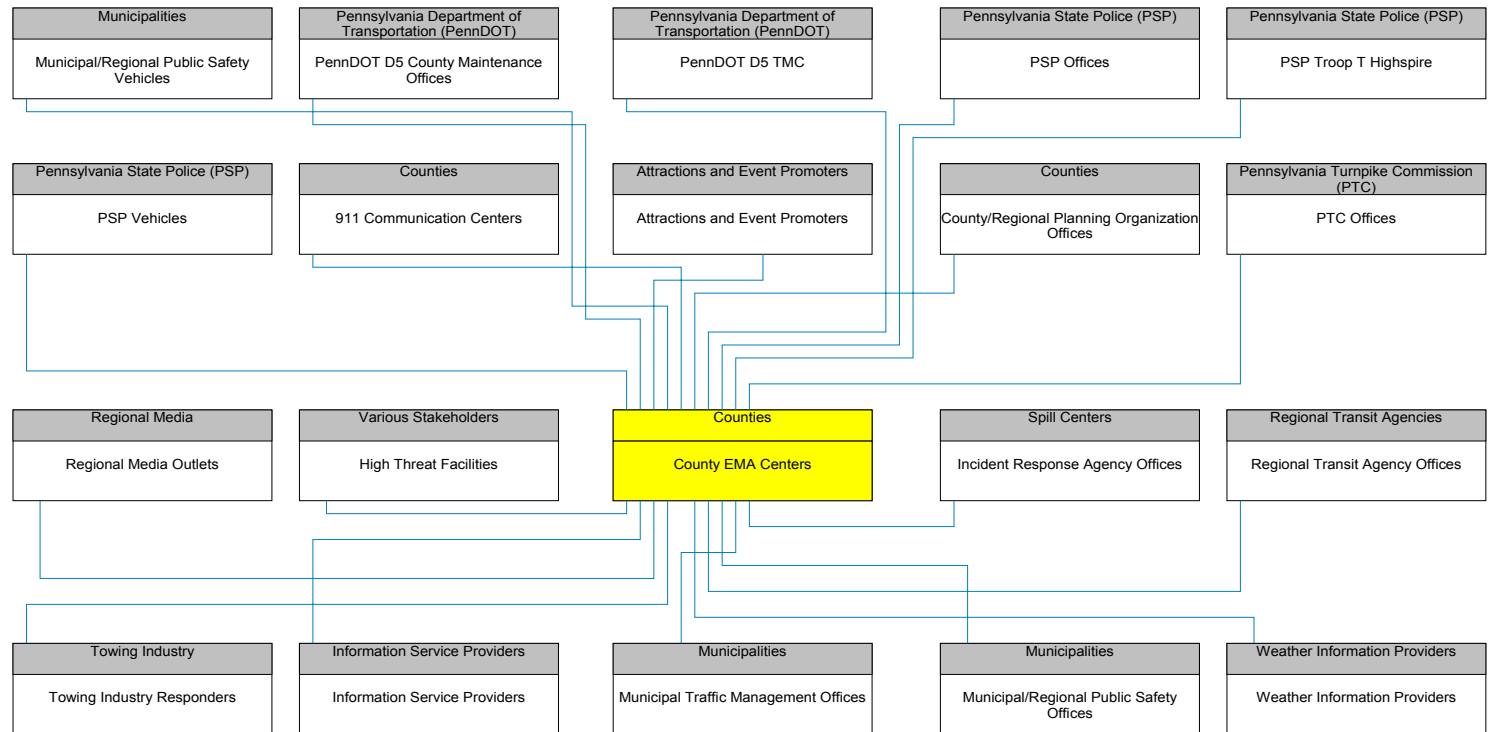 Municipalities
Municipal/Regional Public Safety
Vehicles
Pennsylvania Department of
Transportation (PennDOT)
PennDOT D5 County Maintenance
Offices
Pennsylvania Department of
Transportation (PennDOT)
PennDOT D5 TMC
Pennsylvania State Police (PSP)
PSP Offices
Pennsylvania State Police (PSP)
PSP Troop T Highspire
Pennsylvania State Police (PSP)
PSP Vehicles
Counties
911 Communication Centers
Attractions and Event Promoters
Attractions and Event Promoters
Counties
County/Regional Planning Organization
Offices
Pennsylvania Turnpike Commission
(PTC)
PTC Offices
Regional Media
Regional Media Outlets
Various Stakeholders
High Threat Facilities
Counties
County EMA Centers
Spill Centers
Incident Response Agency Offices
Regional Transit Agencies
Regional Transit Agency Offices
Towing Industry
Towing Industry Responders
Information Service Providers
Information Service Providers
Municipalities
Municipal Traffic Management Offices
Municipalities
Municipal/Regional Public Safety
Offices
Weather Information Providers
Weather Information Providers